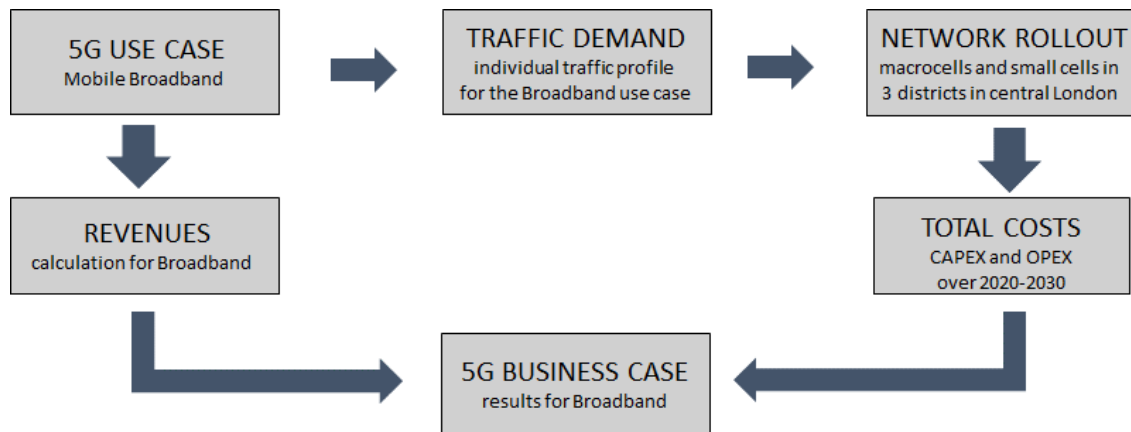 5G USE CASE
Mobile Broadband
TRAFFIC DEMAND
individual traffic profile
for the Broadband use case
NETWORK ROLLOUT
macrocells and small cells in
3 districts in central London
REVENUES
calculation for Broadband
TOTAL COSTS
CAPEX and OPEX
over 2020-2030
5G BUSINESS CASE
results for Broadband